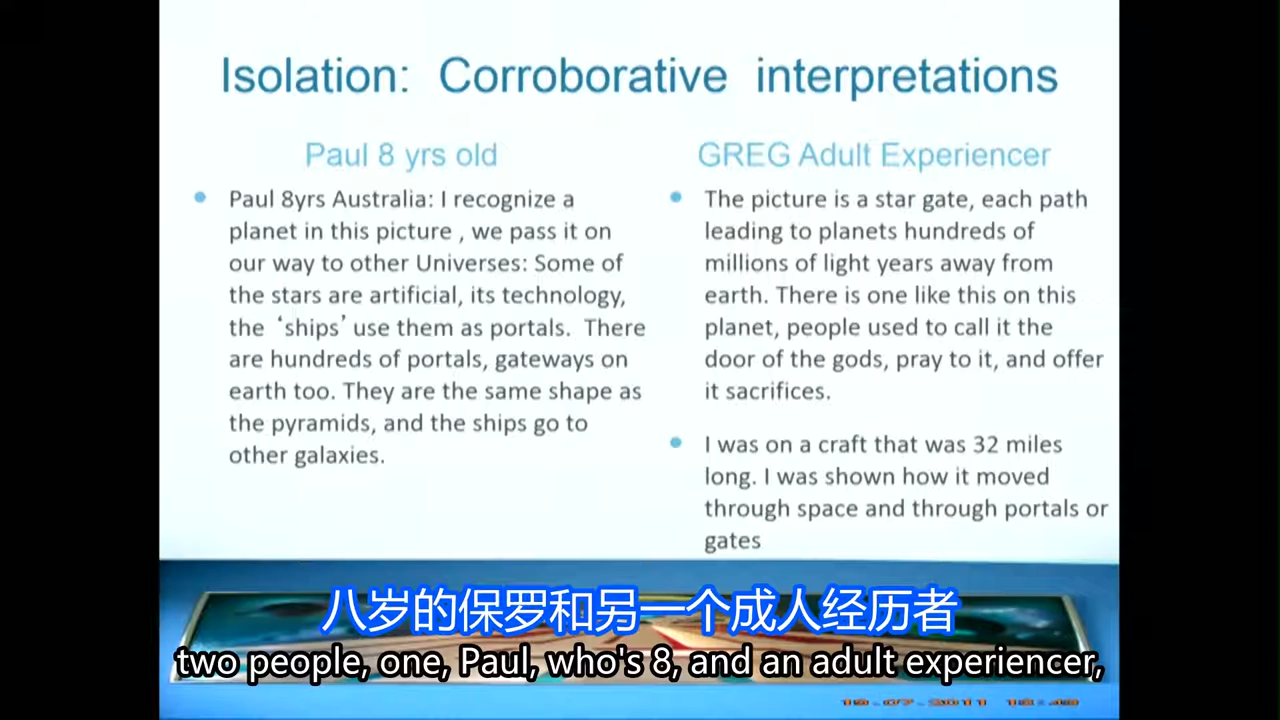 Isolation: Corroborative interpretations
Paul 8 yrs old
Paul 8yrs Australia: I recognize a
planet in this picture , we pass it on
our way to other Universes: Some of
the stars are artificial, its technology,
the ‘ships’ use them as portals. There
are hundreds of portals, gateways on
earth too. They are the same shape as
the pyramids, and the ships go to
other galaxies.
GREG Adult Experiencer
The picture is a star gate, each path
leading to planets hundreds of
millions of light years away from
earth. There is one like this on this
planet, people used to call it the
door of the gods, pray to it, and offer
it sacrifices.
I was on a craft that was 32 miles
long. I was shown how it moved
through space and through portals or
gates
八岁的保罗和另一个成人经历者
two people, one, Paul, who's 8, and an adult experiencer,